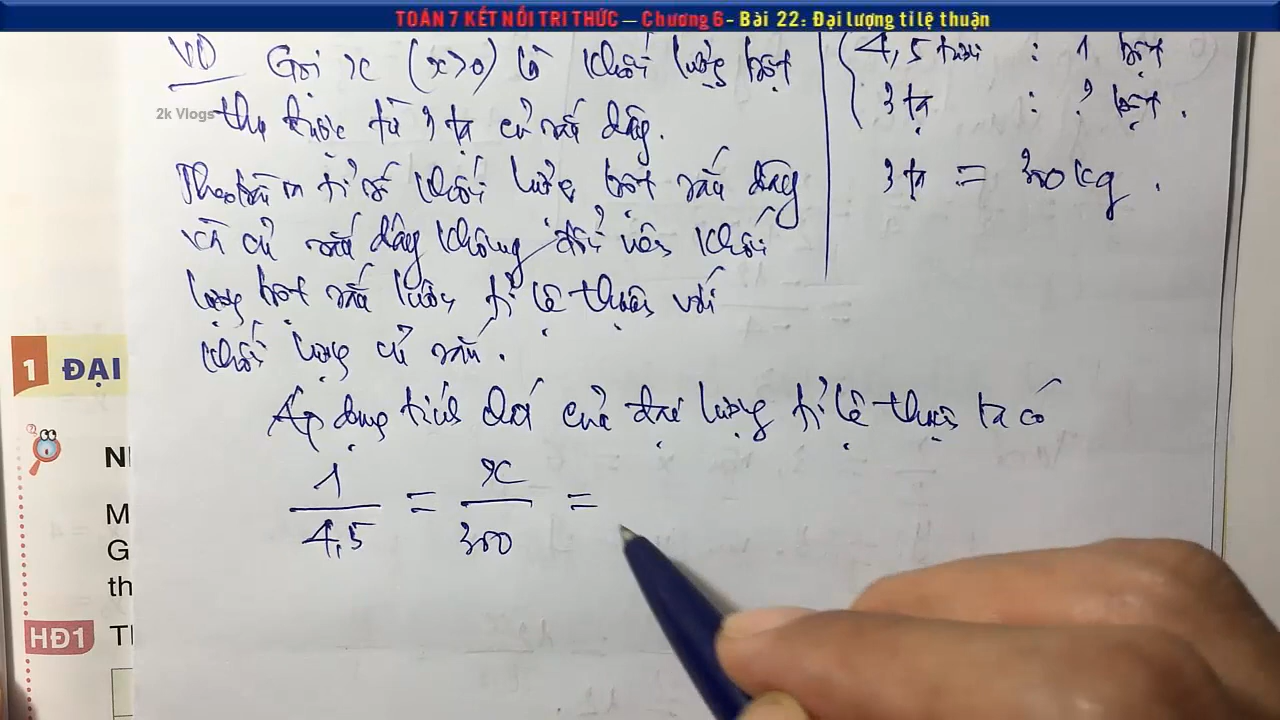 TOÁN 7 KẾT NỐI TRI THỨC – Chương 6 - Bài 22: Đại lượng tỉ lệ thuận
VD Gọi x (x>0) là khối lượng bột
2k Vlogs
thu được từ 3 tạ củ sắn dây.
Theo tỉ số khối lượng bột sắn dây
và củ sắn dây không đổi nên khối
lượng bột sắn luôn tỉ lệ thuận với
khối lượng củ sắn.
Áp dụng tính chất của đại lượng tỉ lệ thuận ta có
1/4,5 = x/300 =
4,5 tươi : 1 bột
3 tạ : ? bột.
3 tạ = 300 kg.
1 ĐẠI
M
G
th
HĐ1